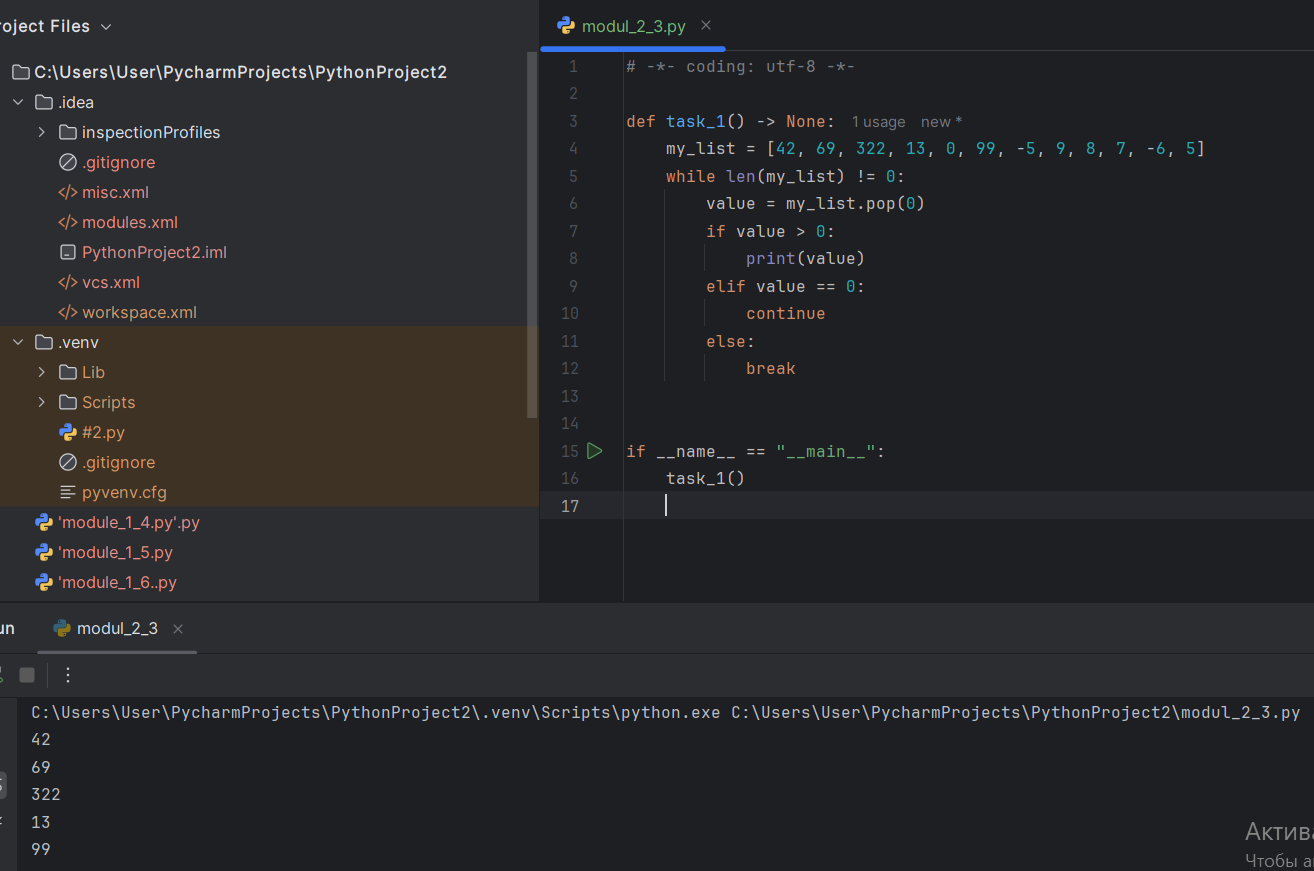 oject Files
C:\Users\User\PycharmProjects\PythonProject2
.idea
inspectionProfiles
.gitignore
misc.xml
modules.xml
PythonProject2.iml
vcs.xml
workspace.xml
.venv
Lib
Scripts
#2.py
.gitignore
pyvenv.cfg
'module_1_4.py'.py
'module_1_5.py
'module_1_6..py
modul_2_3.py
1 # -*- coding: utf-8 -*-
2
3 def task_1() -> None: 1 usage new *
4 my_list = [42, 69, 322, 13, 0, 99, -5, 9, 8, 7, -6, 5]
5 while len(my_list) != 0:
6 value = my_list.pop(0)
7 if value > 0:
8 print(value)
9 elif value == 0:
10 continue
11 else:
12 break
13
14
15 if __name__ == "__main__":
16 task_1()
17
un modul_2_3
C:\Users\User\PycharmProjects\PythonProject2\.venv\Scripts\python.exe C:\Users\User\PycharmProjects\PythonProject2\modul_2_3.py
42
69
322
13
99
Актива
Чтобы а